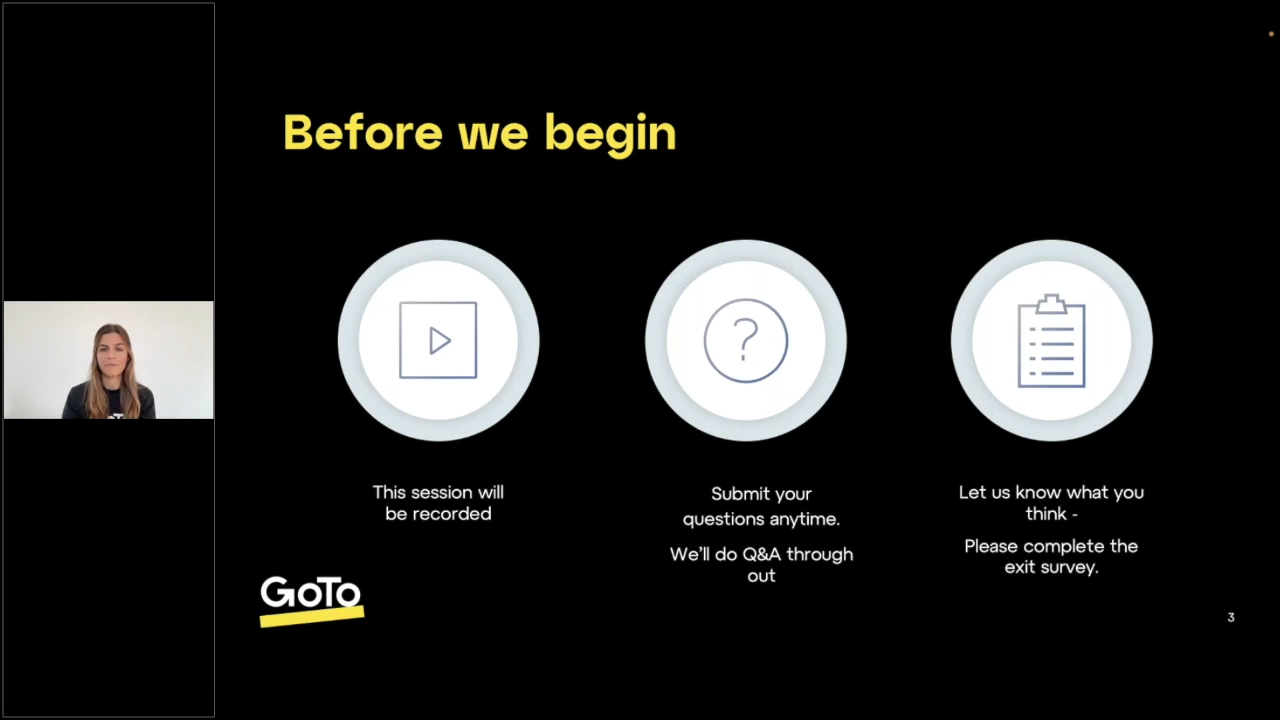 Before we begin
This session will
be recorded
Submit your
questions anytime.
We'll do Q&A through
out
Let us know what you
think -
Please complete the
exit survey.
GoTo
3